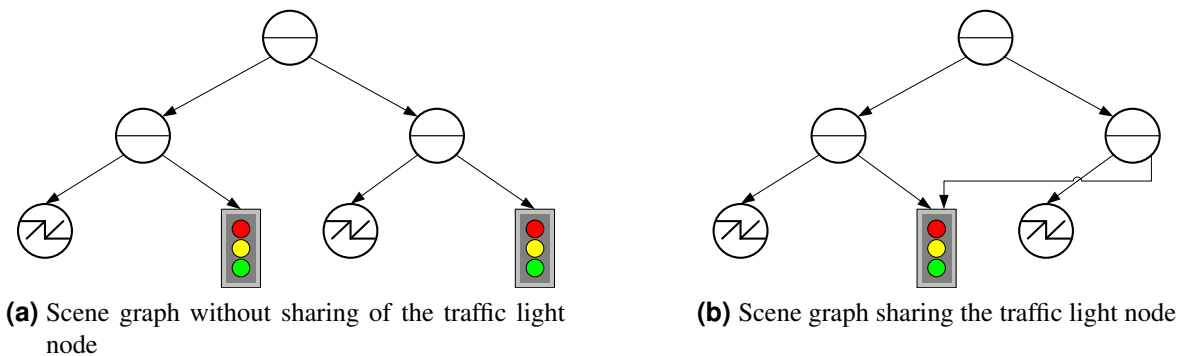 (a) Scene graph without sharing of the traffic light
node
(b) Scene graph sharing the traffic light node